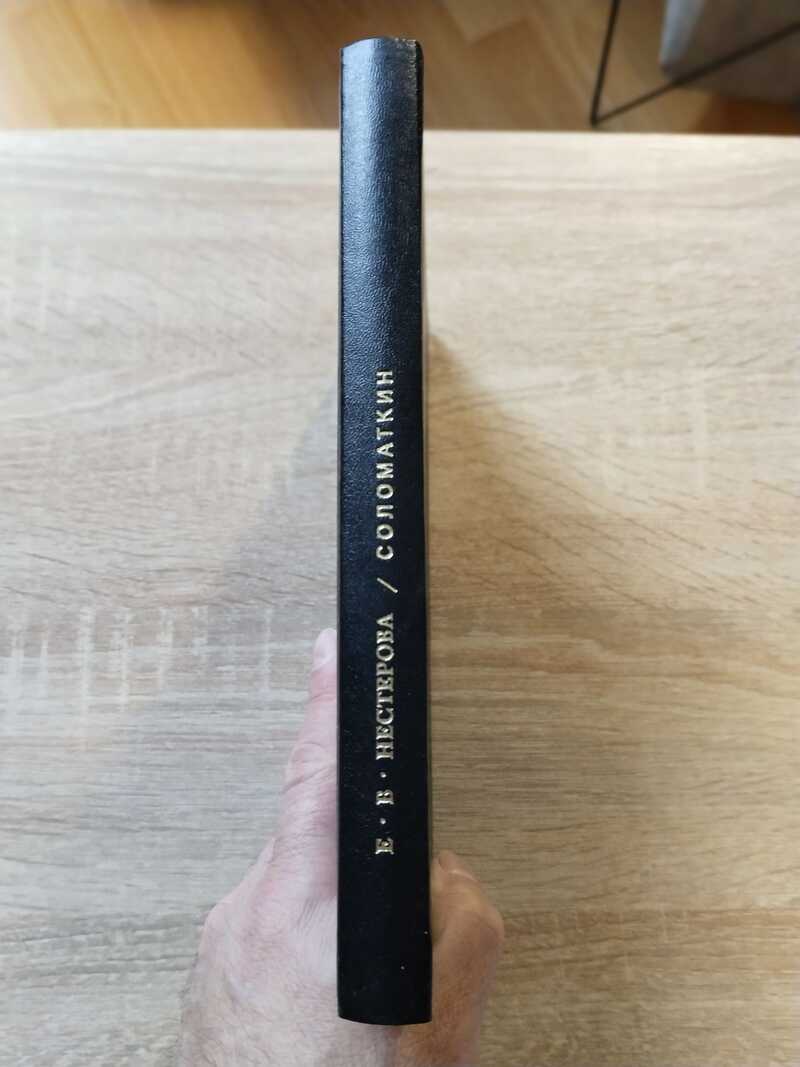 Е · В · НЕСТЕРОВА / СОЛОМАТКИН